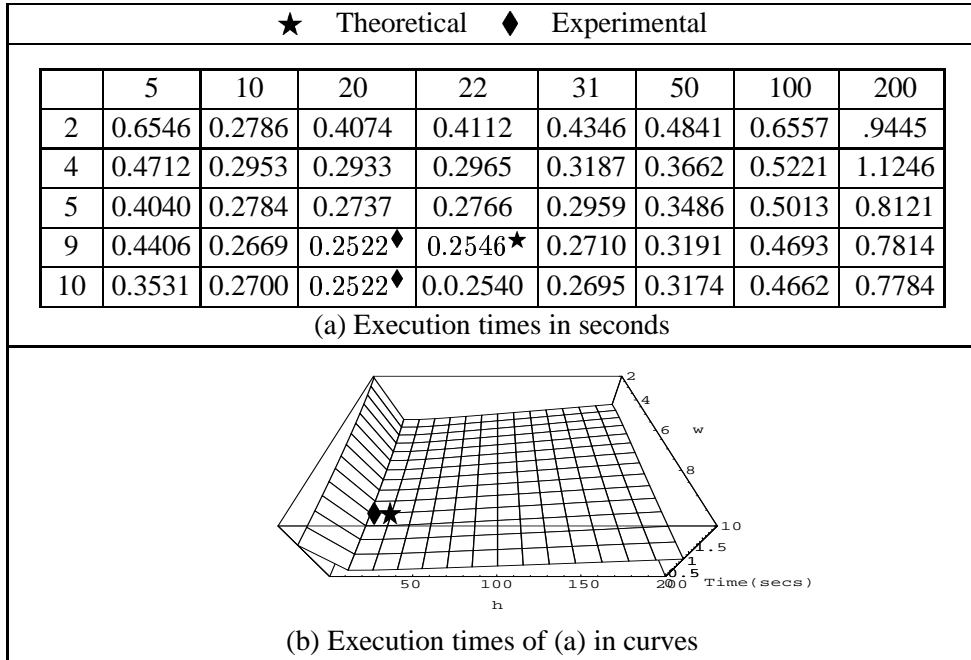 ★ Theoretical ♦ Experimental
5 10 20 22 31 50 100 200
2 0.6546 0.2786 0.4074 0.4112 0.4346 0.4841 0.6557 .9445
4 0.4712 0.2953 0.2933 0.2965 0.3187 0.3662 0.5221 1.1246
5 0.4040 0.2784 0.2737 0.2766 0.2959 0.3486 0.5013 0.8121
9 0.4406 0.2669 0.2522♦ 0.2546★ 0.2710 0.3191 0.4693 0.7814
10 0.3531 0.2700 0.2522♦ 0.0.2540 0.2695 0.3174 0.4662 0.7784
(a) Execution times in seconds
2
4
6
w
8
10
1.5
1
0.5
0 Time(secs)
50 100 150 200
h
(b) Execution times of (a) in curves